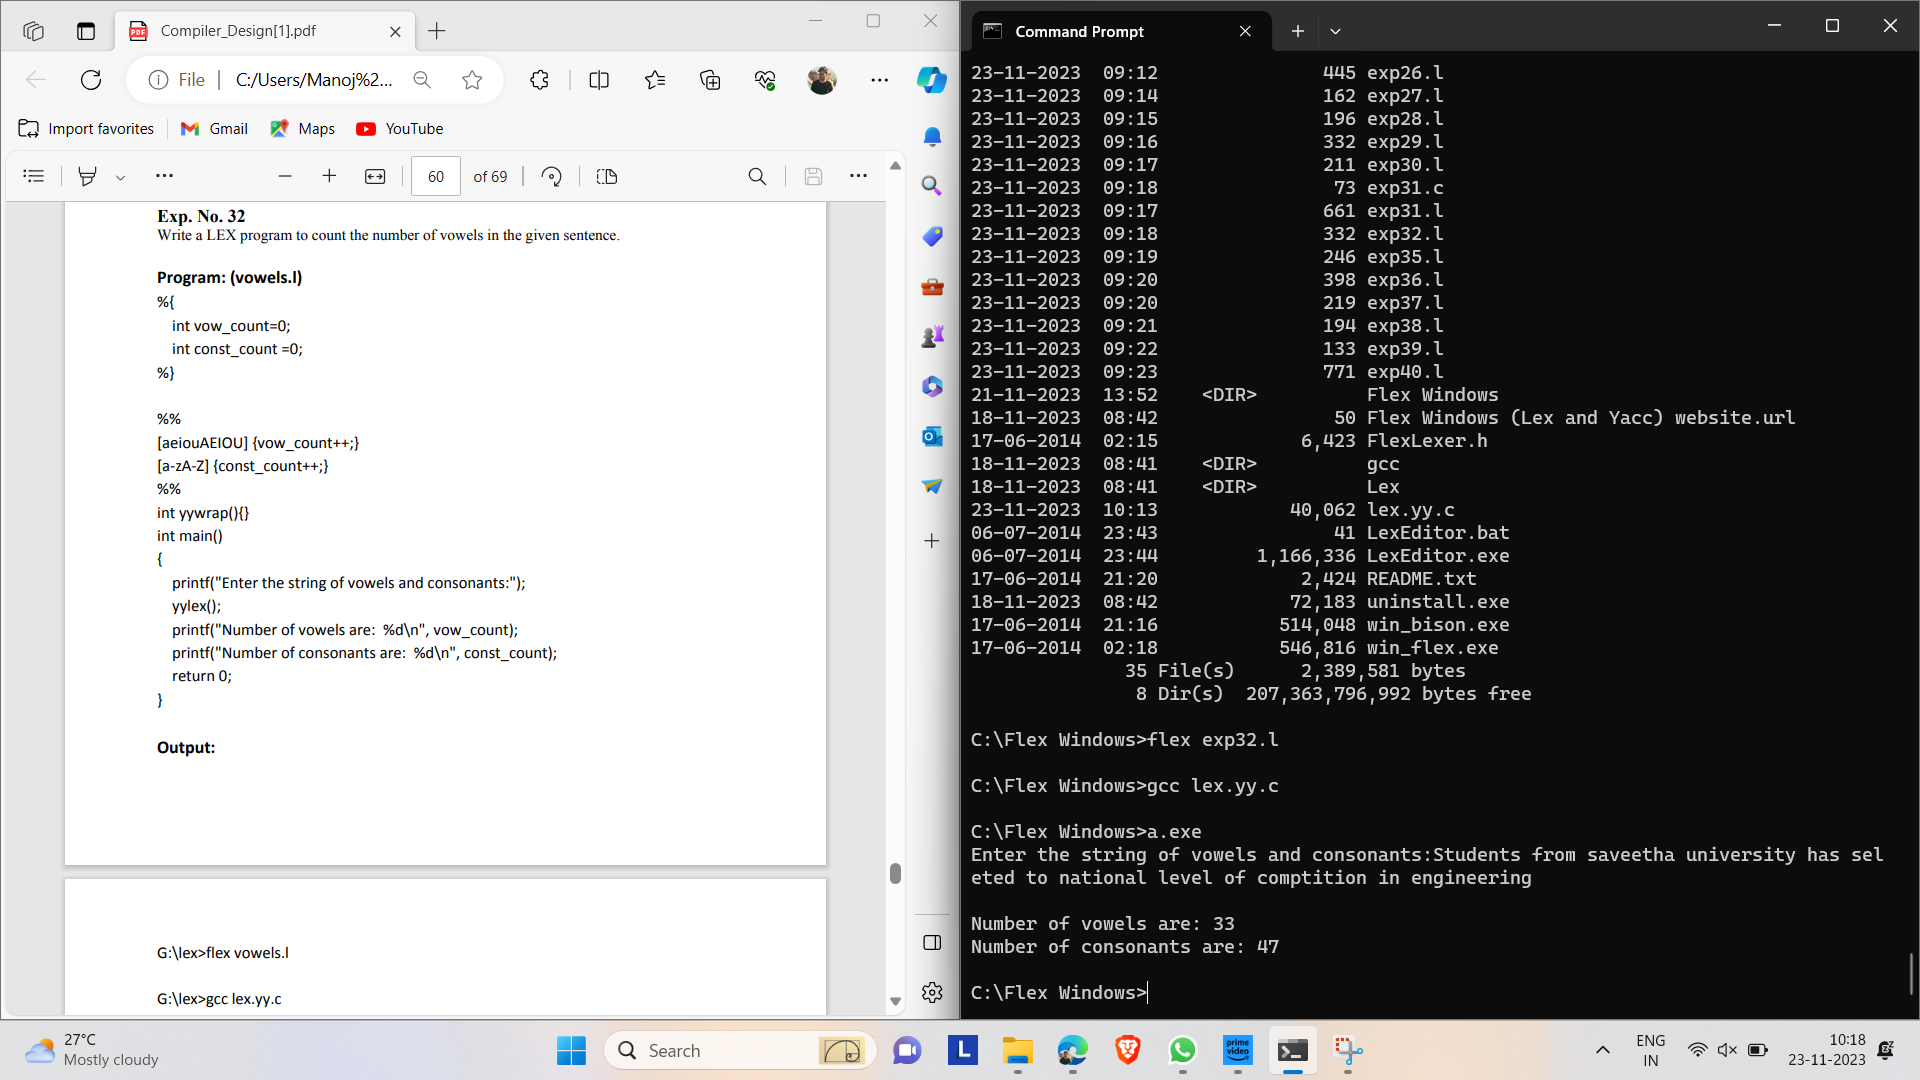 Compiler_Design[1].pdf
File
C:/Users/Manoj%2...
Import favorites
Gmail
Maps
YouTube
60 of 69
Exp. No. 32
Write a LEX program to count the number of vowels in the given sentence.
Program: (vowels.l)
%{
int vow_count=0;
int const_count =0;
%}
%%
[aeiouAEIOU] {vow_count++;}
[a-zA-Z] {const_count++;}
%%
int yywrap(){}
int main()
{
printf("Enter the string of vowels and consonants:");
yylex();
printf("Number of vowels are:  %d\n", vow_count);
printf("Number of consonants are:  %d\n", const_count);
return 0;
}
Output:
G:\lex>flex vowels.l
G:\lex>gcc lex.yy.c
Command Prompt
23-11-2023  09:12               445 exp26.l
23-11-2023  09:14               162 exp27.l
23-11-2023  09:15               196 exp28.l
23-11-2023  09:16               332 exp29.l
23-11-2023  09:17               211 exp30.l
23-11-2023  09:18                73 exp31.c
23-11-2023  09:17               661 exp31.l
23-11-2023  09:18               332 exp32.l
23-11-2023  09:19               246 exp35.l
23-11-2023  09:20               398 exp36.l
23-11-2023  09:20               219 exp37.l
23-11-2023  09:21               194 exp38.l
23-11-2023  09:22               133 exp39.l
23-11-2023  09:23               771 exp40.l
21-11-2023  13:52    <DIR>          Flex Windows
18-11-2023  08:42                50 Flex Windows (Lex and Yacc) website.url
17-06-2014  02:15             6,423 FlexLexer.h
18-11-2023  08:41    <DIR>          gcc
18-11-2023  08:41    <DIR>          Lex
23-11-2023  10:13            40,062 lex.yy.c
06-07-2014  23:43                41 LexEditor.bat
06-07-2014  23:44         1,166,336 LexEditor.exe
17-06-2014  21:20             2,424 README.txt
18-11-2023  08:42            72,183 uninstall.exe
17-06-2014  21:16           514,048 win_bison.exe
17-06-2014  02:18           546,816 win_flex.exe
35 File(s)      2,389,581 bytes
8 Dir(s)  207,363,796,992 bytes free
C:\Flex Windows>flex exp32.l
C:\Flex Windows>gcc lex.yy.c
C:\Flex Windows>a.exe
Enter the string of vowels and consonants:Students from saveetha university has sel
eted to national level of comptition in engineering
Number of vowels are: 33
Number of consonants are: 47
C:\Flex Windows>
27°C
Mostly cloudy
Search
prime video
ENG
IN
10:18
23-11-2023